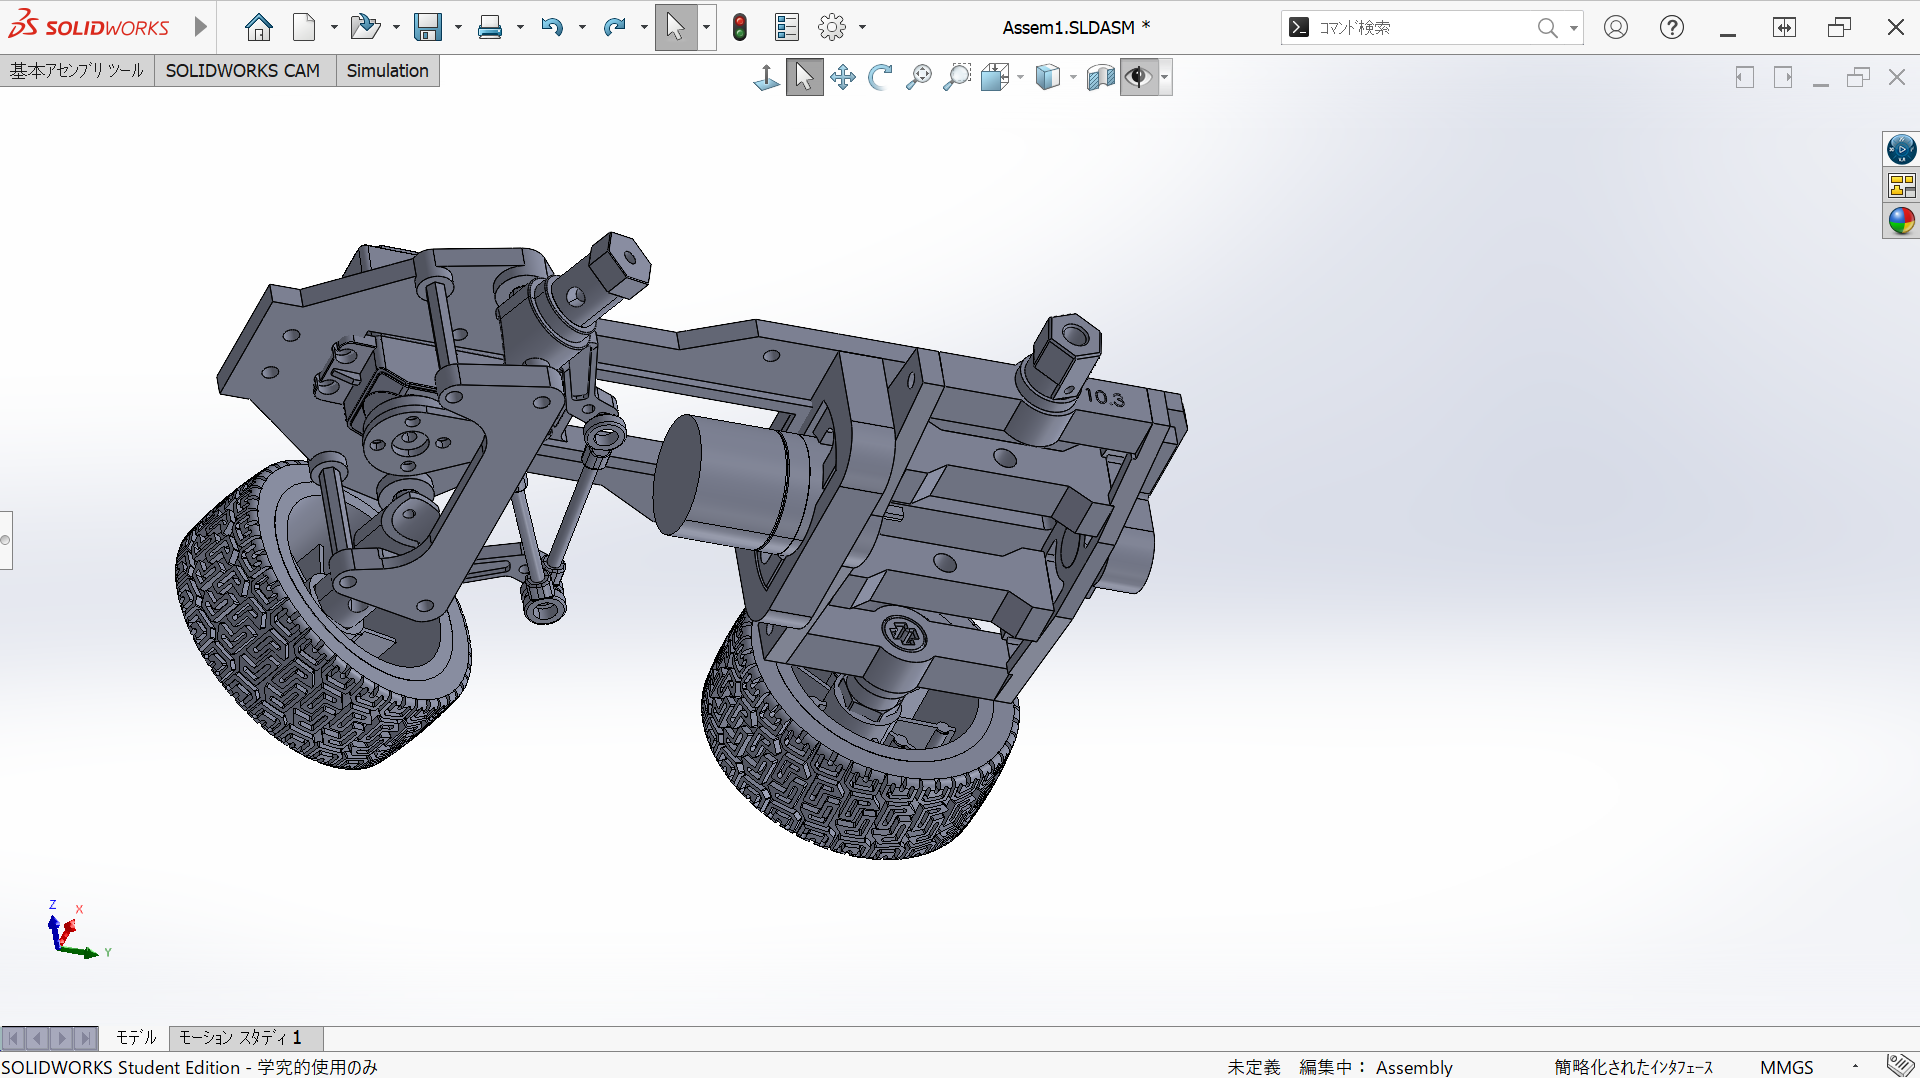 SOLIDWORKS
Assem1.SLDASM *
コマンド検索
基本アセンブリ ツール
SOLIDWORKS CAM
Simulation
10.3
Z
X
Y
モデル
モーション スタディ 1
SOLIDWORKS Student Edition - 学究的使用のみ
未定義
編集中： Assembly
簡略化されたインタフェース
MMGS